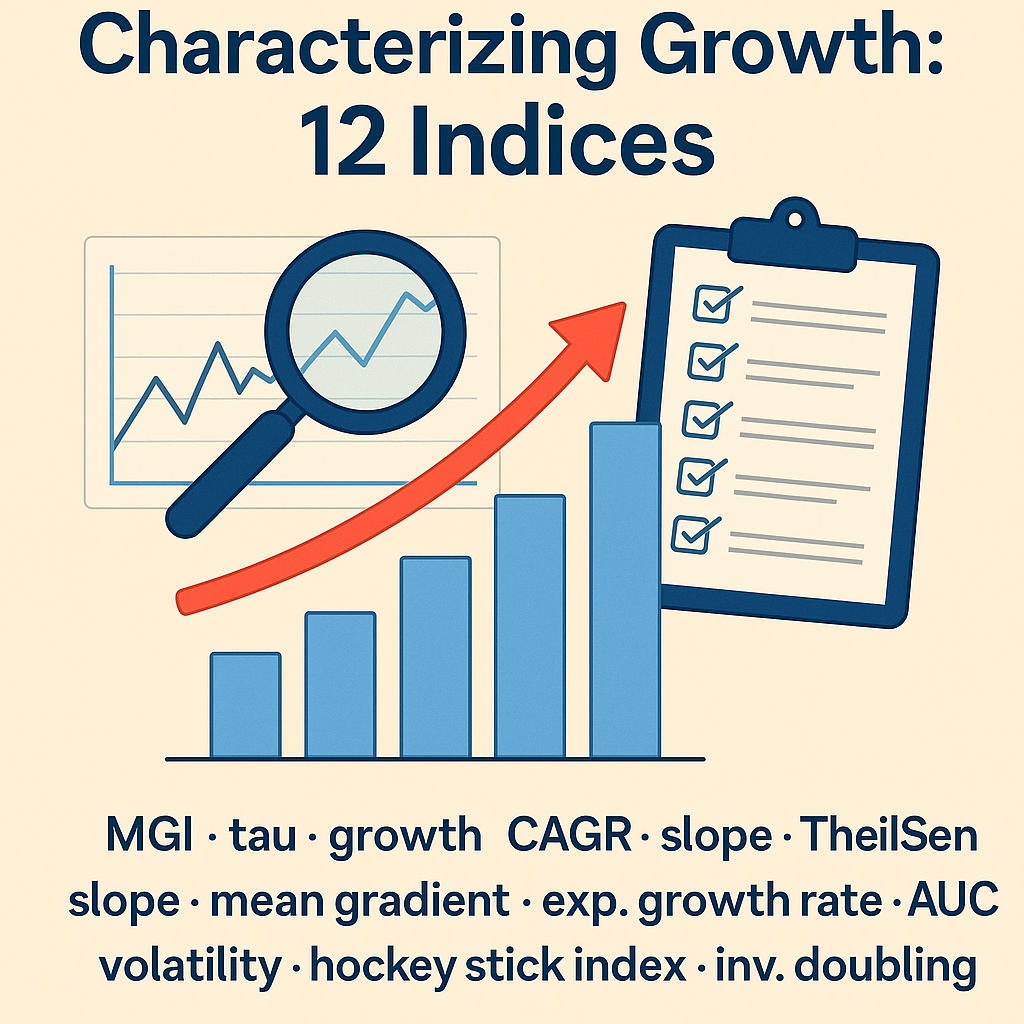 Characterizing Growth:
12 Indices
MGI · tau · growth CAGR · slope · TheilSen
slope · mean gradient · exp. growth rate · AUC
volatility · hockey stick index · inv. doubling